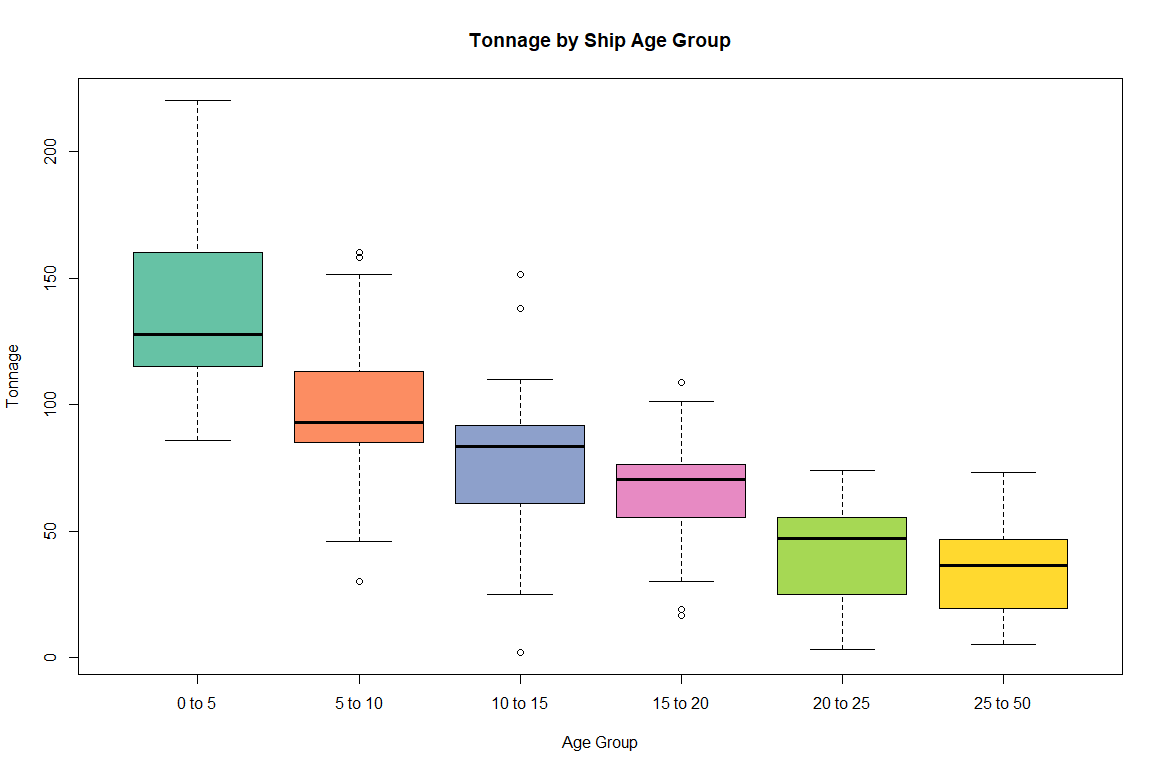 Tonnage by Ship Age Group
Tonnage
200
150
100
50
0
0 to 5
5 to 10
10 to 15
15 to 20
20 to 25
25 to 50
Age Group